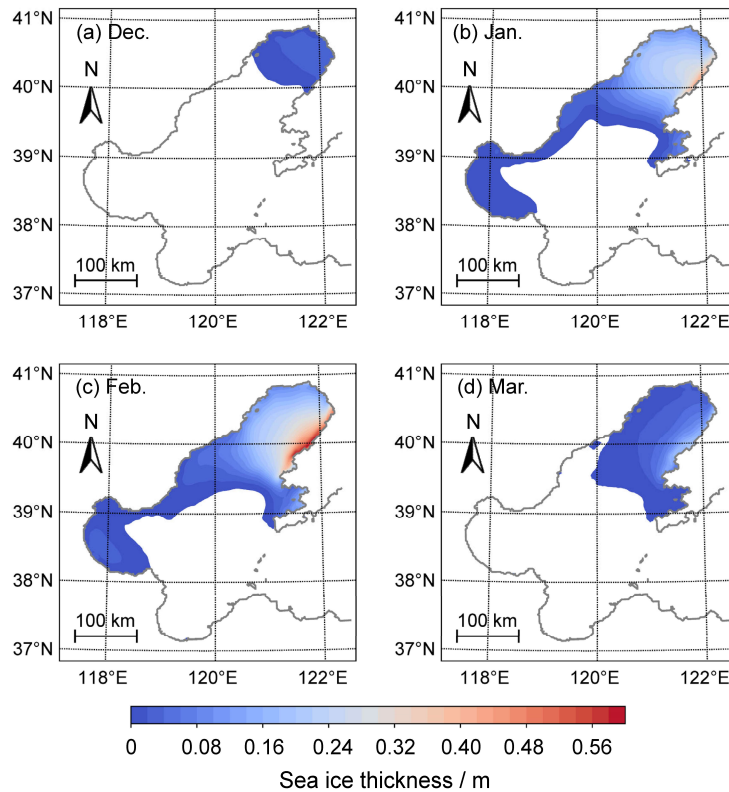 (a) Dec.
(b) Jan.
41°N
41°N
N
N
40°N
40°N
39°N
39°N
38°N
38°N
100 km
100 km
37°N
37°N
118°E 120°E 122°E
118°E 120°E 122°E
(c) Feb.
(d) Mar.
41°N
41°N
N
N
40°N
40°N
39°N
39°N
38°N
38°N
100 km
100 km
37°N
37°N
118°E 120°E 122°E
118°E 120°E 122°E
0 0.08 0.16 0.24 0.32 0.40 0.48 0.56
Sea ice thickness / m